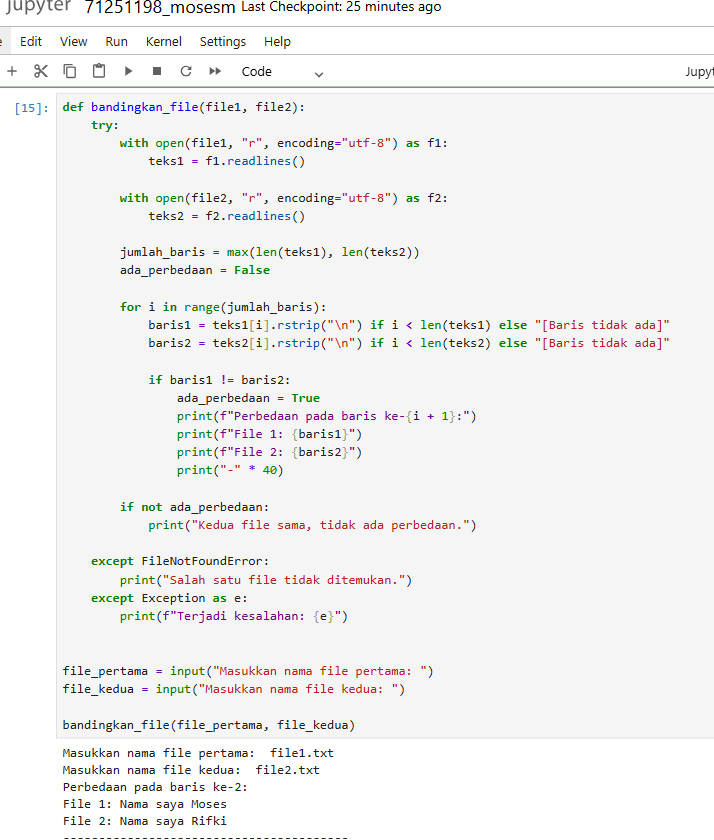 jupyter 71251198_mosesm Last Checkpoint: 25 minutes ago
Edit View Run Kernel Settings Help
Code
[15]: def bandingkan_file(file1, file2):
    try:
        with open(file1, "r", encoding="utf-8") as f1:
            teks1 = f1.readlines()

        with open(file2, "r", encoding="utf-8") as f2:
            teks2 = f2.readlines()

        jumlah_baris = max(len(teks1), len(teks2))
        ada_perbedaan = False

        for i in range(jumlah_baris):
            baris1 = teks1[i].rstrip("\n") if i < len(teks1) else "[Baris tidak ada]"
            baris2 = teks2[i].rstrip("\n") if i < len(teks2) else "[Baris tidak ada]"

            if baris1 != baris2:
                ada_perbedaan = True
                print(f"Perbedaan pada baris ke-{i + 1}:")
                print(f"File 1: {baris1}")
                print(f"File 2: {baris2}")
                print("-" * 40)

        if not ada_perbedaan:
            print("Kedua file sama, tidak ada perbedaan.")

    except FileNotFoundError:
        print("Salah satu file tidak ditemukan.")
    except Exception as e:
        print(f"Terjadi kesalahan: {e}")


file_pertama = input("Masukkan nama file pertama: ")
file_kedua = input("Masukkan nama file kedua: ")

bandingkan_file(file_pertama, file_kedua)
Masukkan nama file pertama:  file1.txt
Masukkan nama file kedua:  file2.txt
Perbedaan pada baris ke-2:
File 1: Nama saya Moses
File 2: Nama saya Rifki
----------------------------------------